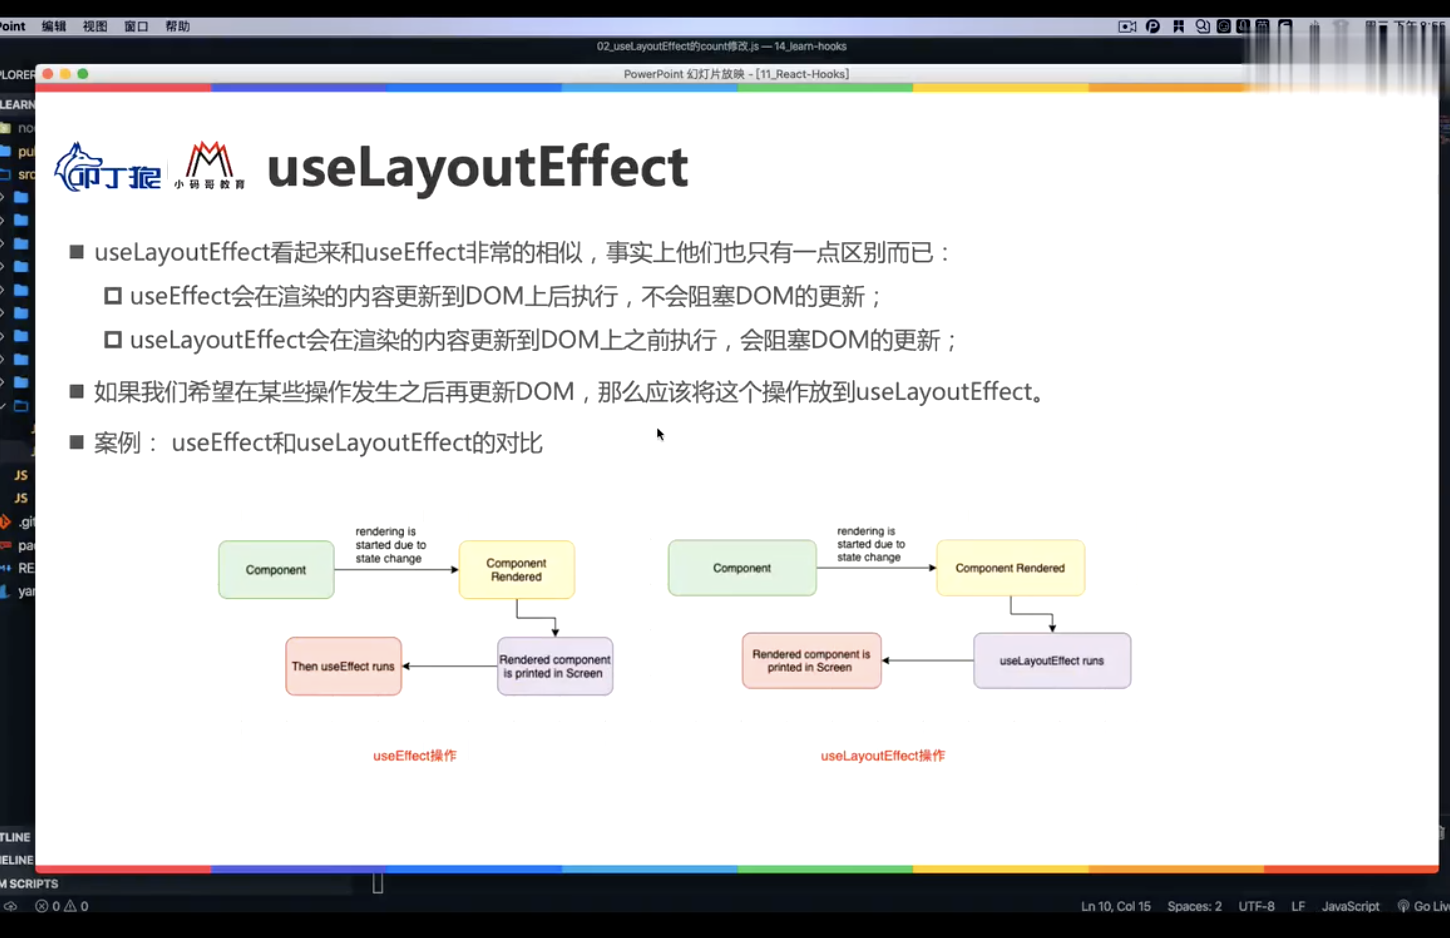 Point 编辑 视图 窗口 帮助
02_useLayoutEffect的count修改.js — 14_learn-hooks
PLORER
PowerPoint 幻灯片放映 - [11_React-Hooks]
LEARN
no
pu
src
叩丁狼
小码哥教育
useLayoutEffect
useLayoutEffect看起来和useEffect非常的相似，事实上他们也只有一点区别而已：
useEffect会在渲染的内容更新到DOM上后执行，不会阻塞DOM的更新；
useLayoutEffect会在渲染的内容更新到DOM上之前执行，会阻塞DOM的更新；
如果我们希望在某些操作发生之后再更新DOM，那么应该将这个操作放到useLayoutEffect。
案例： useEffect和useLayoutEffect的对比
JS
JS
.git
pac
RE
yar
Component
rendering is
started due to
state change
Component
Rendered
Then useEffect runs
Rendered component
is printed in Screen
useEffect操作
Component
rendering is
started due to
state change
Component Rendered
Rendered component is
printed in Screen
useLayoutEffect runs
useLayoutEffect操作
TLINE
MELINE
M SCRIPTS
0 0
Ln 10, Col 15 Spaces: 2 UTF-8 LF JavaScript Go Liv